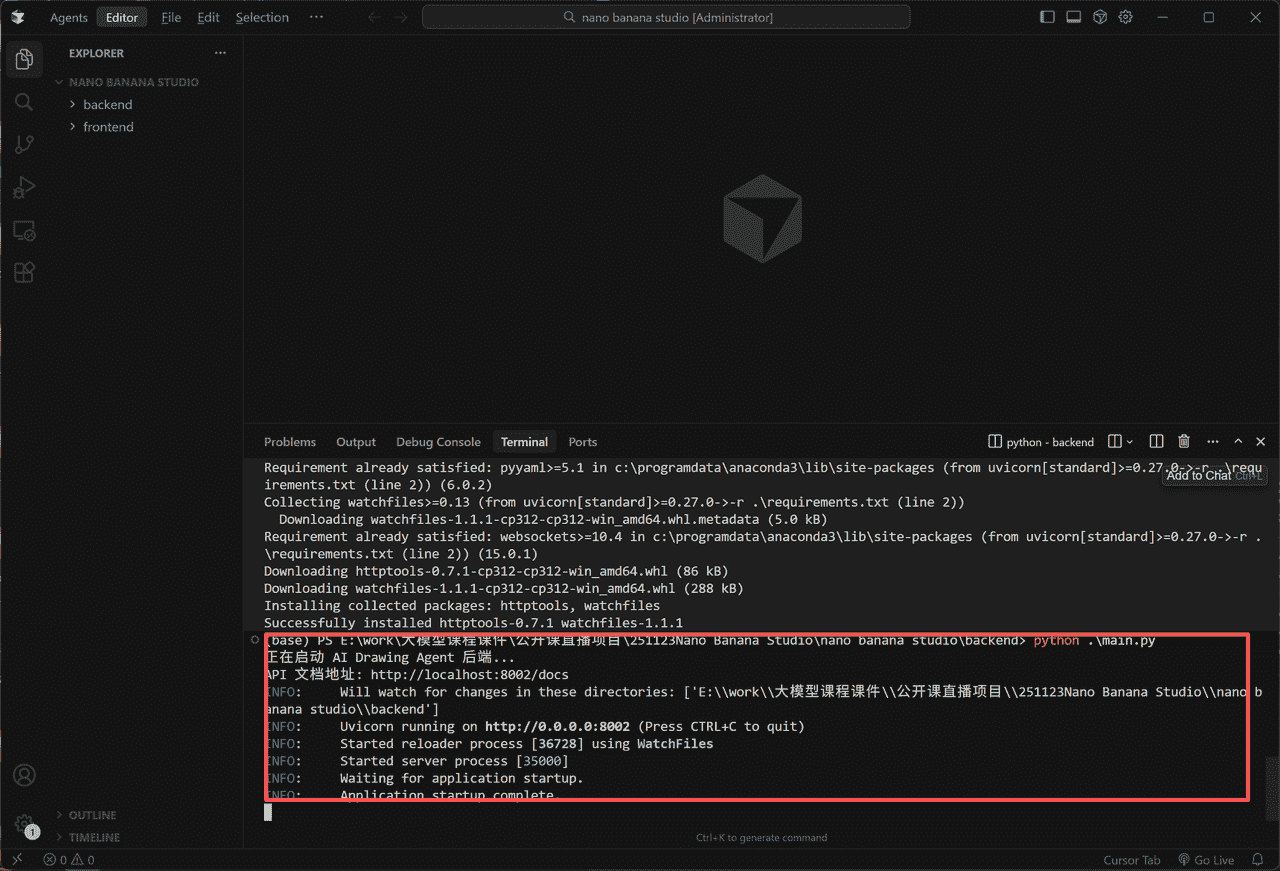 Agents Editor File Edit Selection ··· nano banana studio [Administrator]
EXPLORER ···
NANO BANANA STUDIO
backend
frontend
Problems Output Debug Console Terminal Ports python - backend
Requirement already satisfied: pyyaml>=5.1 in c:\programdata\anaconda3\lib\site-packages (from uvicorn[standard]>=0.27.0->-r .\requ
irements.txt (line 2)) (6.0.2)
Add to Chat Ctrl+L
Collecting watchfiles>=0.13 (from uvicorn[standard]>=0.27.0->-r .\requirements.txt (line 2))
Downloading watchfiles-1.1.1-cp312-cp312-win_amd64.whl.metadata (5.0 kB)
Requirement already satisfied: websockets>=10.4 in c:\programdata\anaconda3\lib\site-packages (from uvicorn[standard]>=0.27.0->-r .
\requirements.txt (line 2)) (15.0.1)
Downloading httptools-0.7.1-cp312-cp312-win_amd64.whl (86 kB)
Downloading watchfiles-1.1.1-cp312-cp312-win_amd64.whl (288 kB)
Installing collected packages: httptools, watchfiles
Successfully installed httptools-0.7.1 watchfiles-1.1.1
(base) PS E:\work\大模型课程课件\公开课直播项目\251123Nano Banana Studio\nano banana studio\backend> python .\main.py
正在启动 AI Drawing Agent 后端...
API 文档地址: http://localhost:8002/docs
INFO: Will watch for changes in these directories: ['E:\\work\\大模型课程课件\\公开课直播项目\\251123Nano Banana Studio\\nano b
anana studio\\backend']
INFO: Uvicorn running on http://0.0.0.0:8002 (Press CTRL+C to quit)
INFO: Started reloader process [36728] using WatchFiles
INFO: Started server process [35000]
INFO: Waiting for application startup.
INFO: Application startup complete.
OUTLINE
1
TIMELINE
Ctrl+K to generate command
0 0 Cursor Tab Go Live